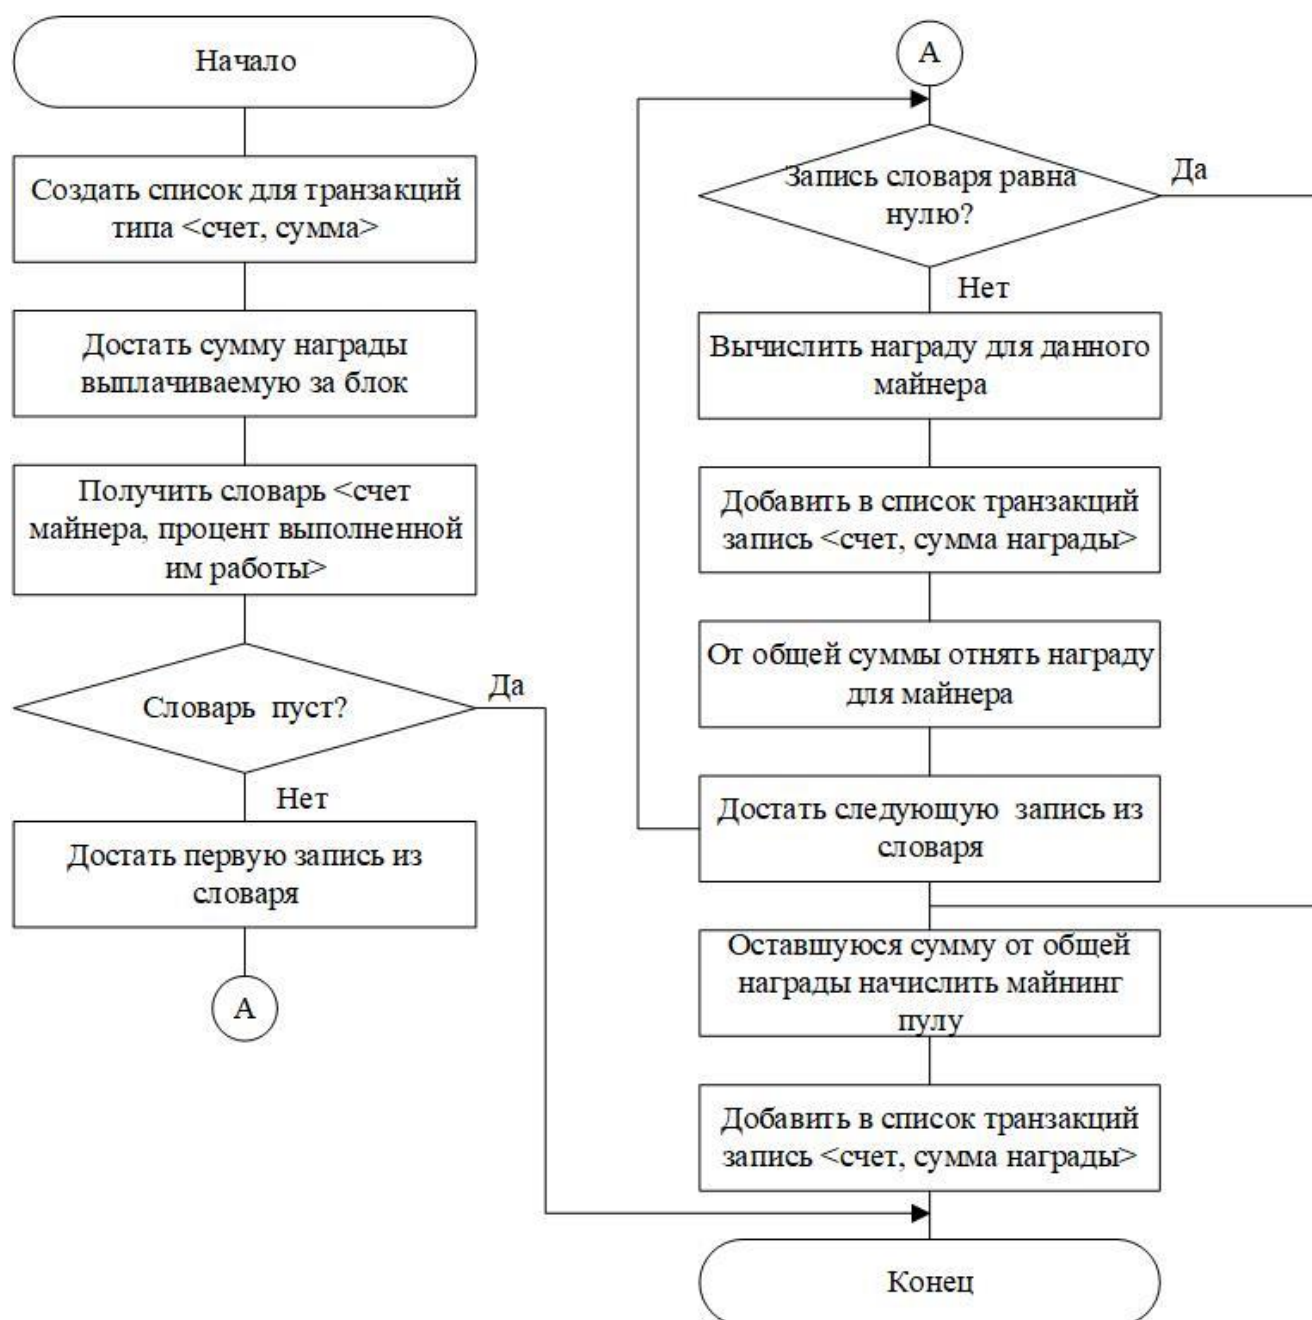 Начало
Создать список для транзакций
типа <счет, сумма>
Достать сумму награды
выплачиваемую за блок
Получить словарь <счет
майнера, процент выполненной
им работы>
Словарь пуст?
Да
Нет
Достать первую запись из
словаря
А
А
Запись словаря равна
нулю?
Да
Нет
Вычислить награду для данного
майнера
Добавить в список транзакций
запись <счет, сумма награды>
От общей суммы отнять награду
для майнера
Достать следующую запись из
словаря
Оставшуюся сумму от общей
награды начислить майнинг
пулу
Добавить в список транзакций
запись <счет, сумма награды>
Конец